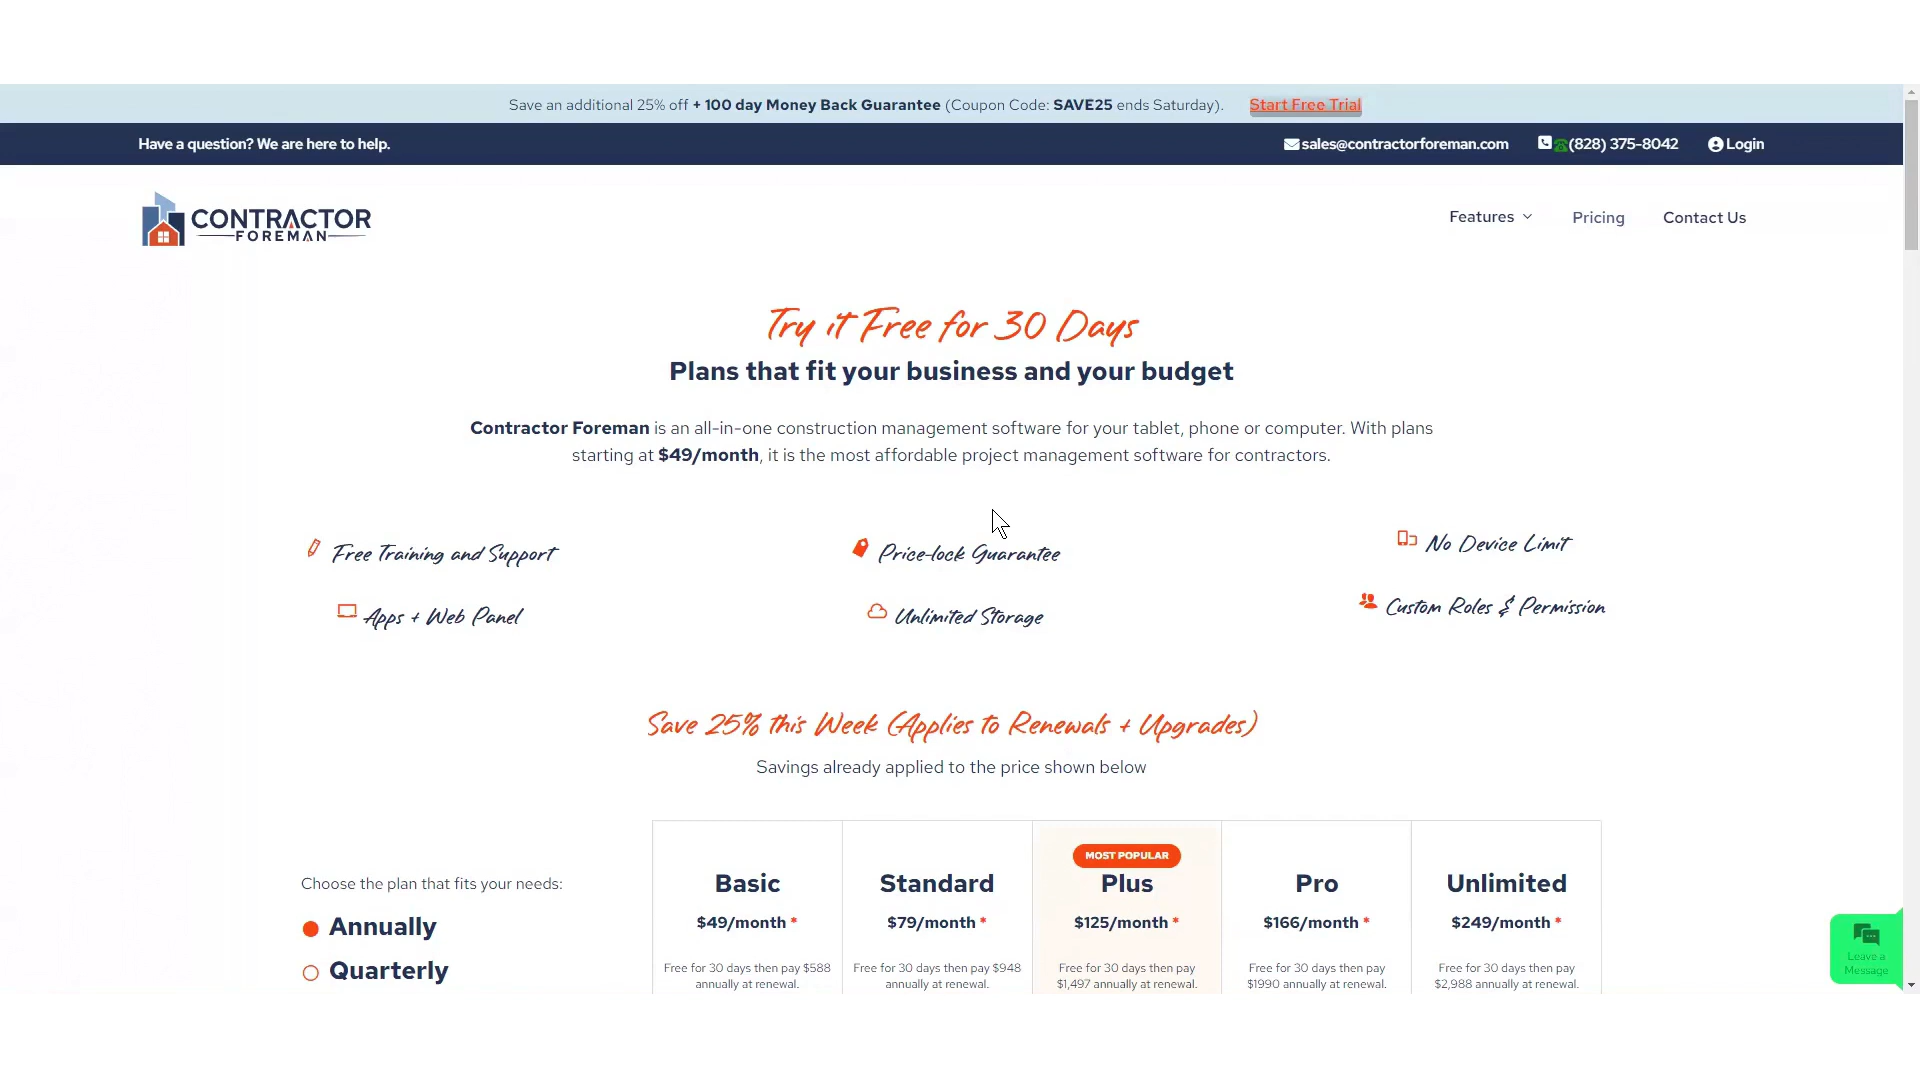 Save an additional 25% off + 100 day Money Back Guarantee (Coupon Code: SAVE25 ends Saturday). Start Free Trial
Have a question? We are here to help. sales@contractorforeman.com (828) 375-8042 Login
CONTRACTOR
FOREMAN
Features Pricing Contact Us
Try it Free for 30 Days
Plans that fit your business and your budget
Contractor Foreman is an all-in-one construction management software for your tablet, phone or computer. With plans
starting at $49/month, it is the most affordable project management software for contractors.
Free Training and Support Price-lock Guarantee No Device Limit
Apps + Web Panel Unlimited Storage Custom Roles & Permission
Save 25% this Week (Applies to Renewals + Upgrades)
Savings already applied to the price shown below
MOST POPULAR
Choose the plan that fits your needs: Basic Standard Plus Pro Unlimited
Annually $49/month * $79/month * $125/month * $166/month * $249/month *
Quarterly Free for 30 days then pay $588 Free for 30 days then pay $948 Free for 30 days then pay Free for 30 days then pay Free for 30 days then pay
annually at renewal. annually at renewal. $1,497 annually at renewal. $1990 annually at renewal. $2,988 annually at renewal.
Leave a
Message